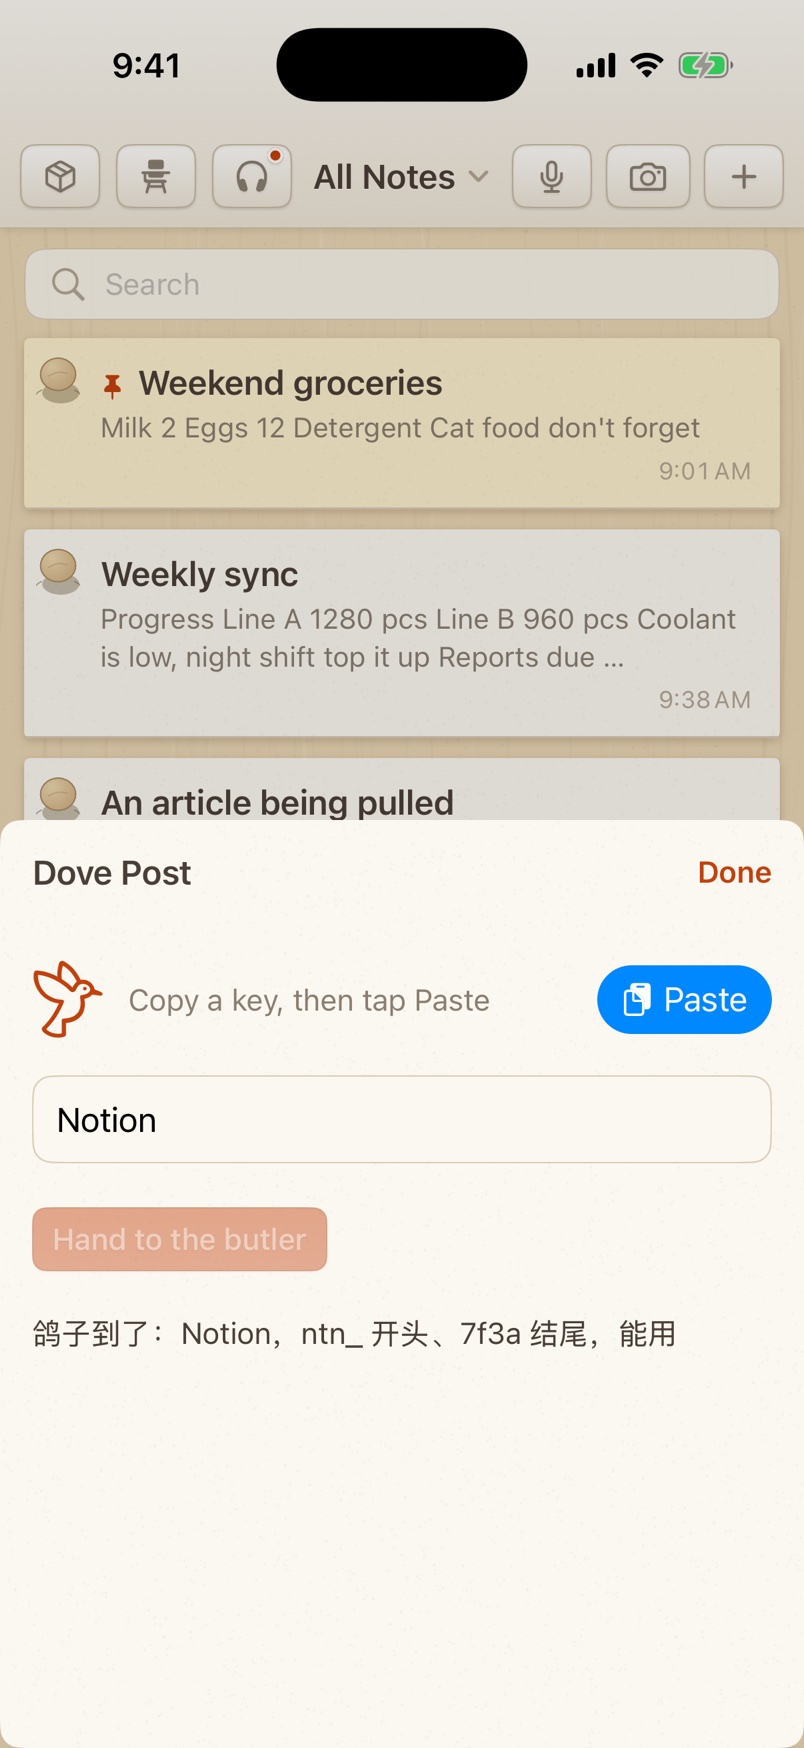 9:41
All Notes
Search
Weekend groceries
Milk 2 Eggs 12 Detergent Cat food don't forget
9:01 AM
Weekly sync
Progress Line A 1280 pcs Line B 960 pcs Coolant
is low, night shift top it up Reports due ...
9:38 AM
An article being pulled
Dove Post
Done
Copy a key, then tap Paste
Paste
Notion
Hand to the butler
鸽子到了：Notion，ntn_ 开头、7f3a 结尾，能用